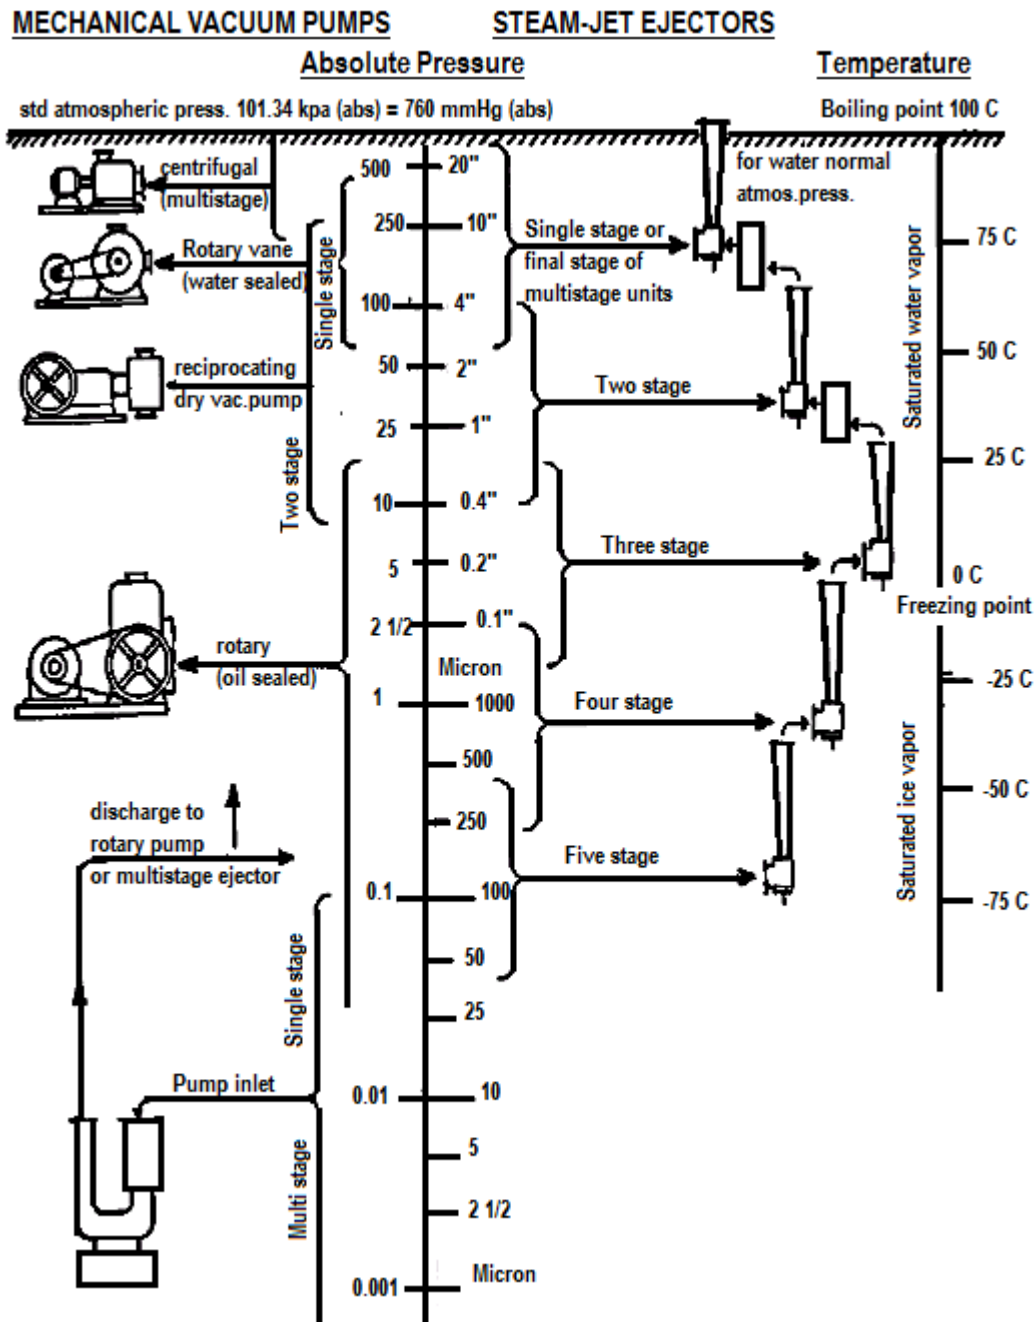 MECHANICAL VACUUM PUMPS
STEAM-JET EJECTORS
Absolute Pressure
Temperature
std atmospheric press. 101.34 kpa (abs) = 760 mmHg (abs)
Boiling point 100 C
centrifugal
(multistage)
Rotary vane
(water sealed)
reciprocating
dry vac.pump
Single stage
Two stage
rotary
(oil sealed)
discharge to
rotary pump
or multistage ejector
Single stage
Pump inlet
Multi stage
500
250
100
50
25
10
5
2 1/2
1
0.1
0.01
0.001
20"
10"
4"
2"
1"
0.4"
0.2"
0.1"
Micron
1000
500
250
100
50
25
10
5
2 1/2
Micron
Single stage or
final stage of
multistage units
Two stage
Three stage
Four stage
Five stage
for water normal
atmos.press.
Saturated water vapor
75 C
50 C
25 C
0 C
Freezing point
-25 C
-50 C
-75 C
Saturated ice vapor